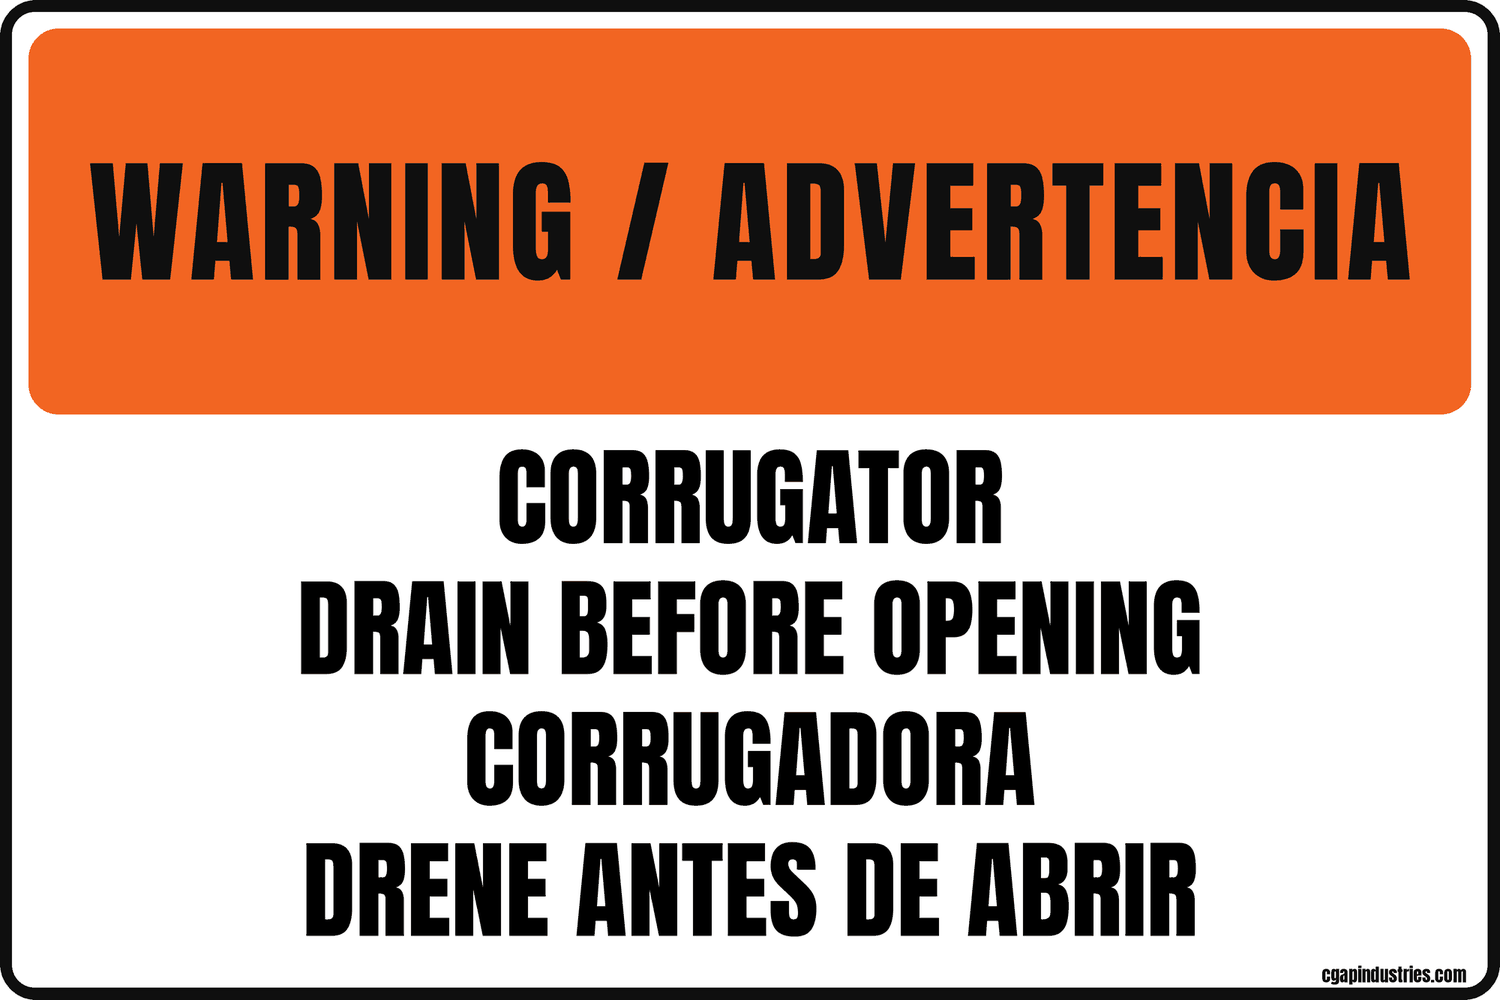 WARNING / ADVERTENCIA
CORRUGATOR
DRAIN BEFORE OPENING
CORRUGADORA
DRENE ANTES DE ABRIR
cgapindustries.com